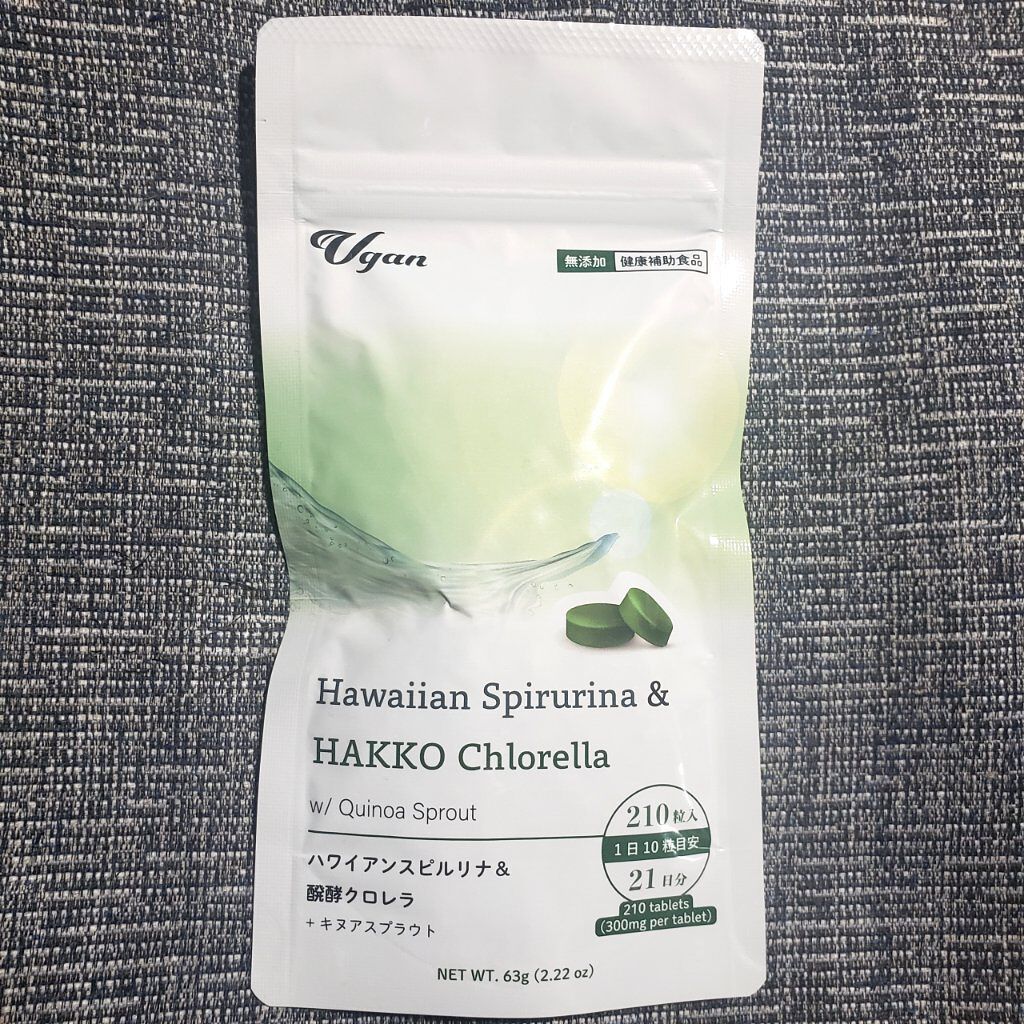 Vgan
無添加 健康補助食品
Hawaiian Spirurina &
HAKKO Chlorella
w/ Quinoa Sprout
ハワイアンスピルリナ&
醗酵クロレラ
+ キヌアスプラウト
210粒入
1日10粒目安
21日分
210 tablets
(300mg per tablet)
NET WT. 63g (2.22 oz)